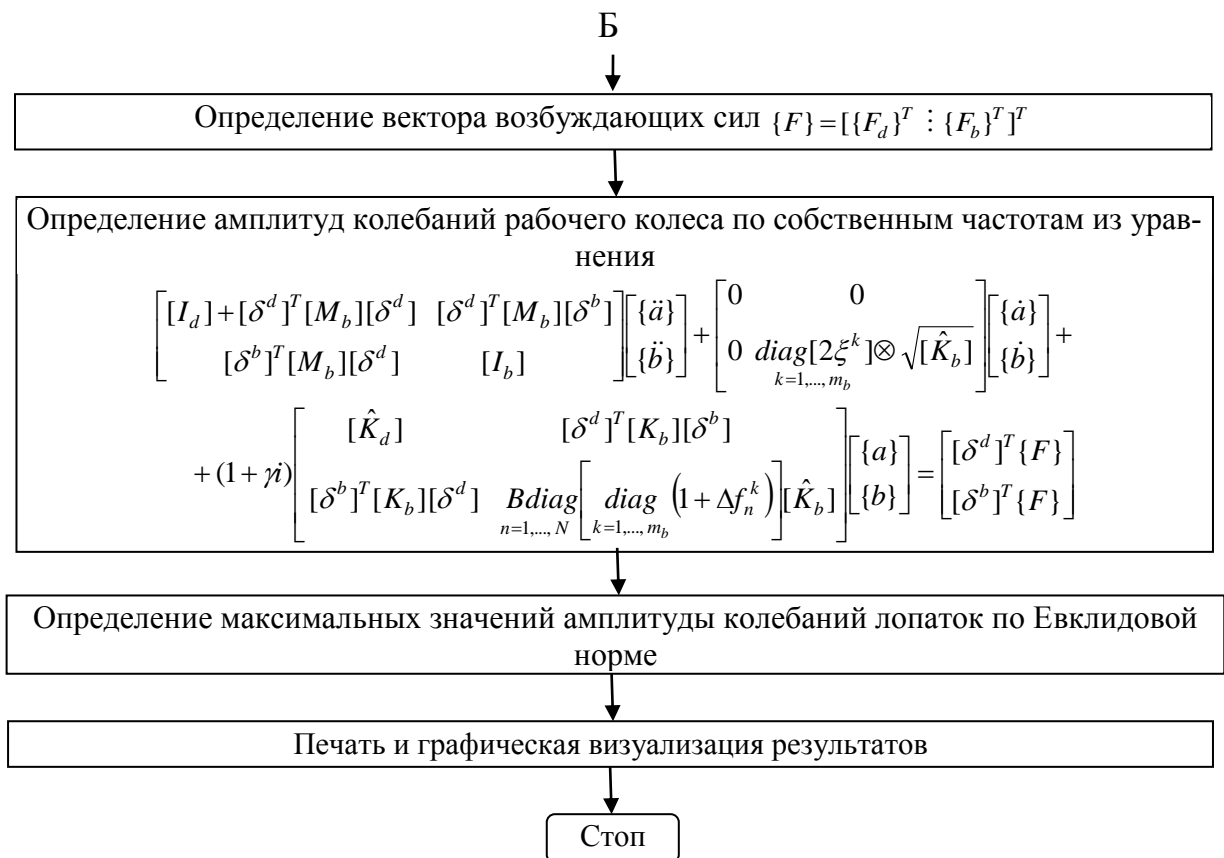 Б
Определение вектора возбуждающих сил {F} = [{F_d}^T ⋮ {F_b}^T]^T
Определение амплитуд колебаний рабочего колеса по собственным частотам из урав-
нения
[[I_d] + [δ^d]^T [M_b][δ^d]   [δ^d]^T [M_b][δ^b]; [δ^b]^T [M_b][δ^d]   [I_b]] [{ä}; {b̈}] + [0   0; 0   diag_{k=1,..., m_b} [2ξ^k] ⊗ √[K̂_b]] [{ȧ}; {ḃ}] +
+ (1 + γi) [[K̂_d]   [δ^d]^T [K_b][δ^b]; [δ^b]^T [K_b][δ^d]   Bdiag_{n=1,..., N} [diag_{k=1,..., m_b} (1 + Δf_n^k)] [K̂_b]] [{a}; {b}] = [[δ^d]^T {F}; [δ^b]^T {F}]
Определение максимальных значений амплитуды колебаний лопаток по Евклидовой
норме
Печать и графическая визуализация результатов
Стоп